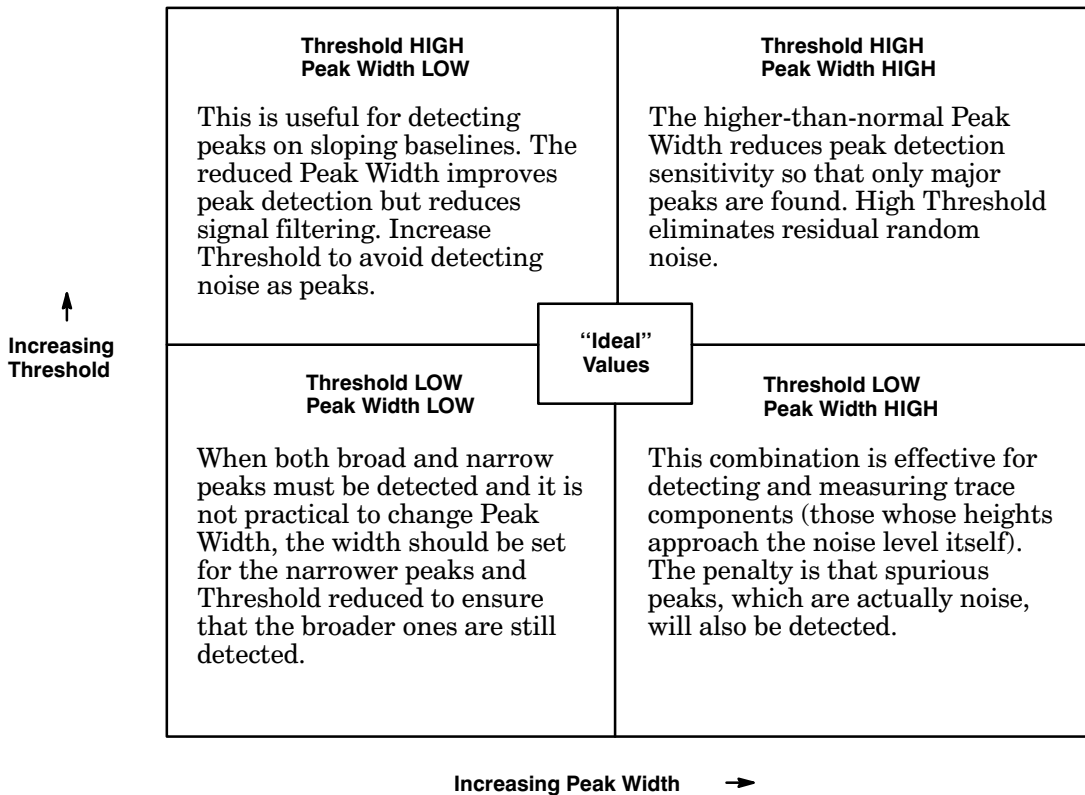 Threshold HIGH
Peak Width LOW
This is useful for detecting
peaks on sloping baselines. The
reduced Peak Width improves
peak detection but reduces
signal filtering. Increase
Threshold to avoid detecting
noise as peaks.
Threshold HIGH
Peak Width HIGH
The higher-than-normal Peak
Width reduces peak detection
sensitivity so that only major
peaks are found. High Threshold
eliminates residual random
noise.
Increasing
Threshold
“Ideal”
Values
Threshold LOW
Peak Width LOW
When both broad and narrow
peaks must be detected and it is
not practical to change Peak
Width, the width should be set
for the narrower peaks and
Threshold reduced to ensure
that the broader ones are still
detected.
Threshold LOW
Peak Width HIGH
This combination is effective for
detecting and measuring trace
components (those whose heights
approach the noise level itself).
The penalty is that spurious
peaks, which are actually noise,
will also be detected.
Increasing Peak Width